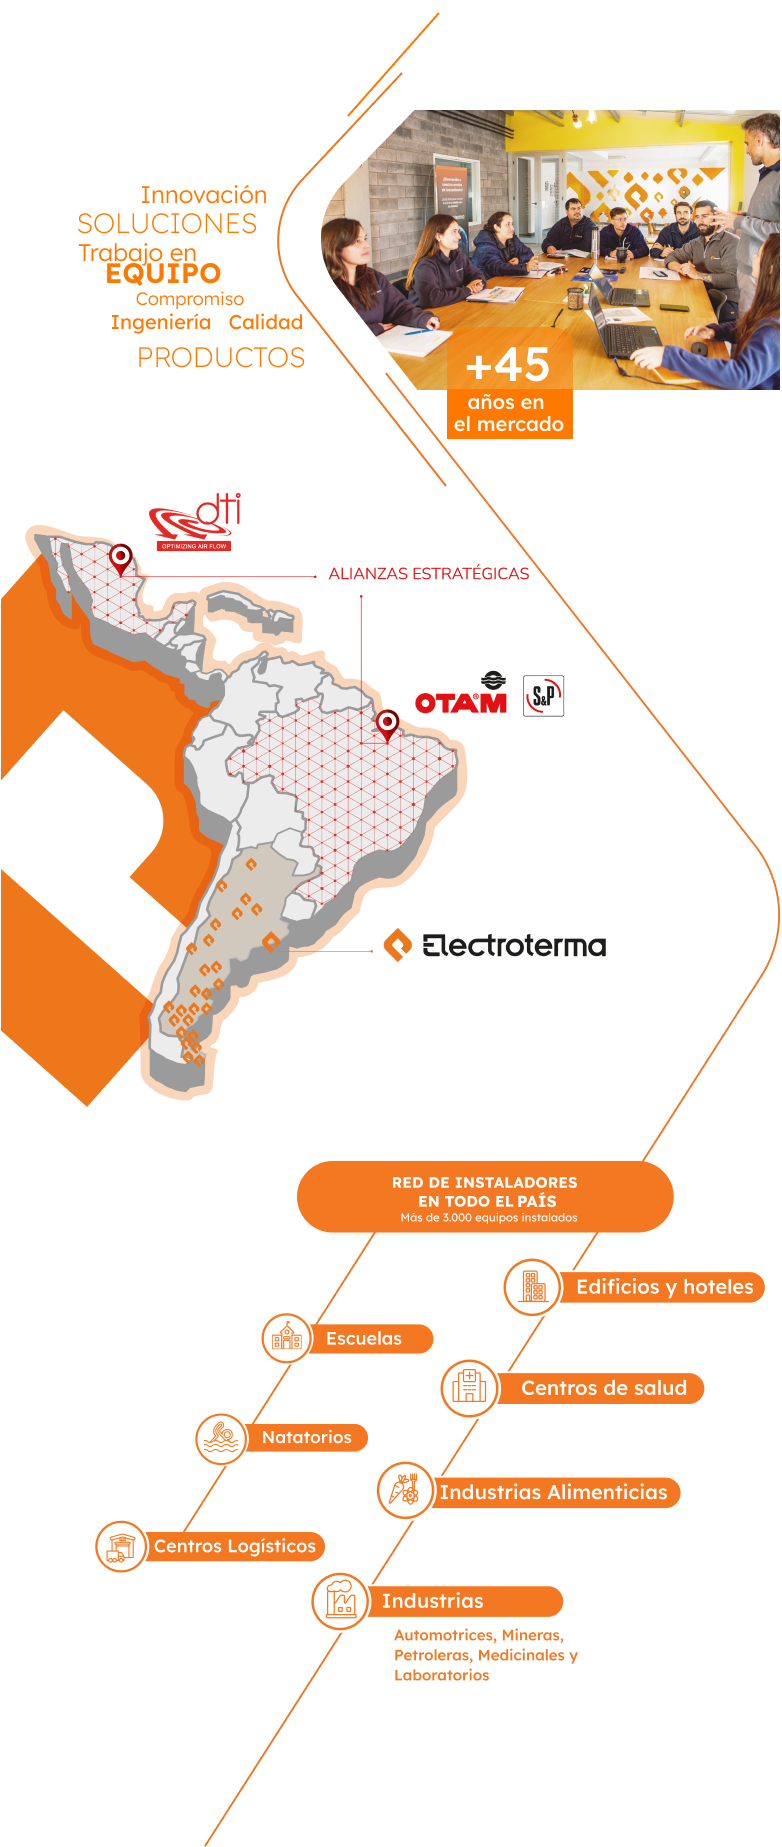 Innovación
SOLUCIONES
Trabajo en
EQUIPO
Compromiso
Ingeniería Calidad
PRODUCTOS
+45
años en
el mercado
dti
OPTIMIZING AIR FLOW
ALIANZAS ESTRATÉGICAS
OTAM®
S&P
Electroterma
RED DE INSTALADORES
EN TODO EL PAÍS
Más de 3.000 equipos instalados
Edificios y hoteles
Escuelas
Centros de salud
Natatorios
Industrias Alimenticias
Centros Logísticos
Industrias
Automotrices, Mineras,
Petroleras, Medicinales y
Laboratorios